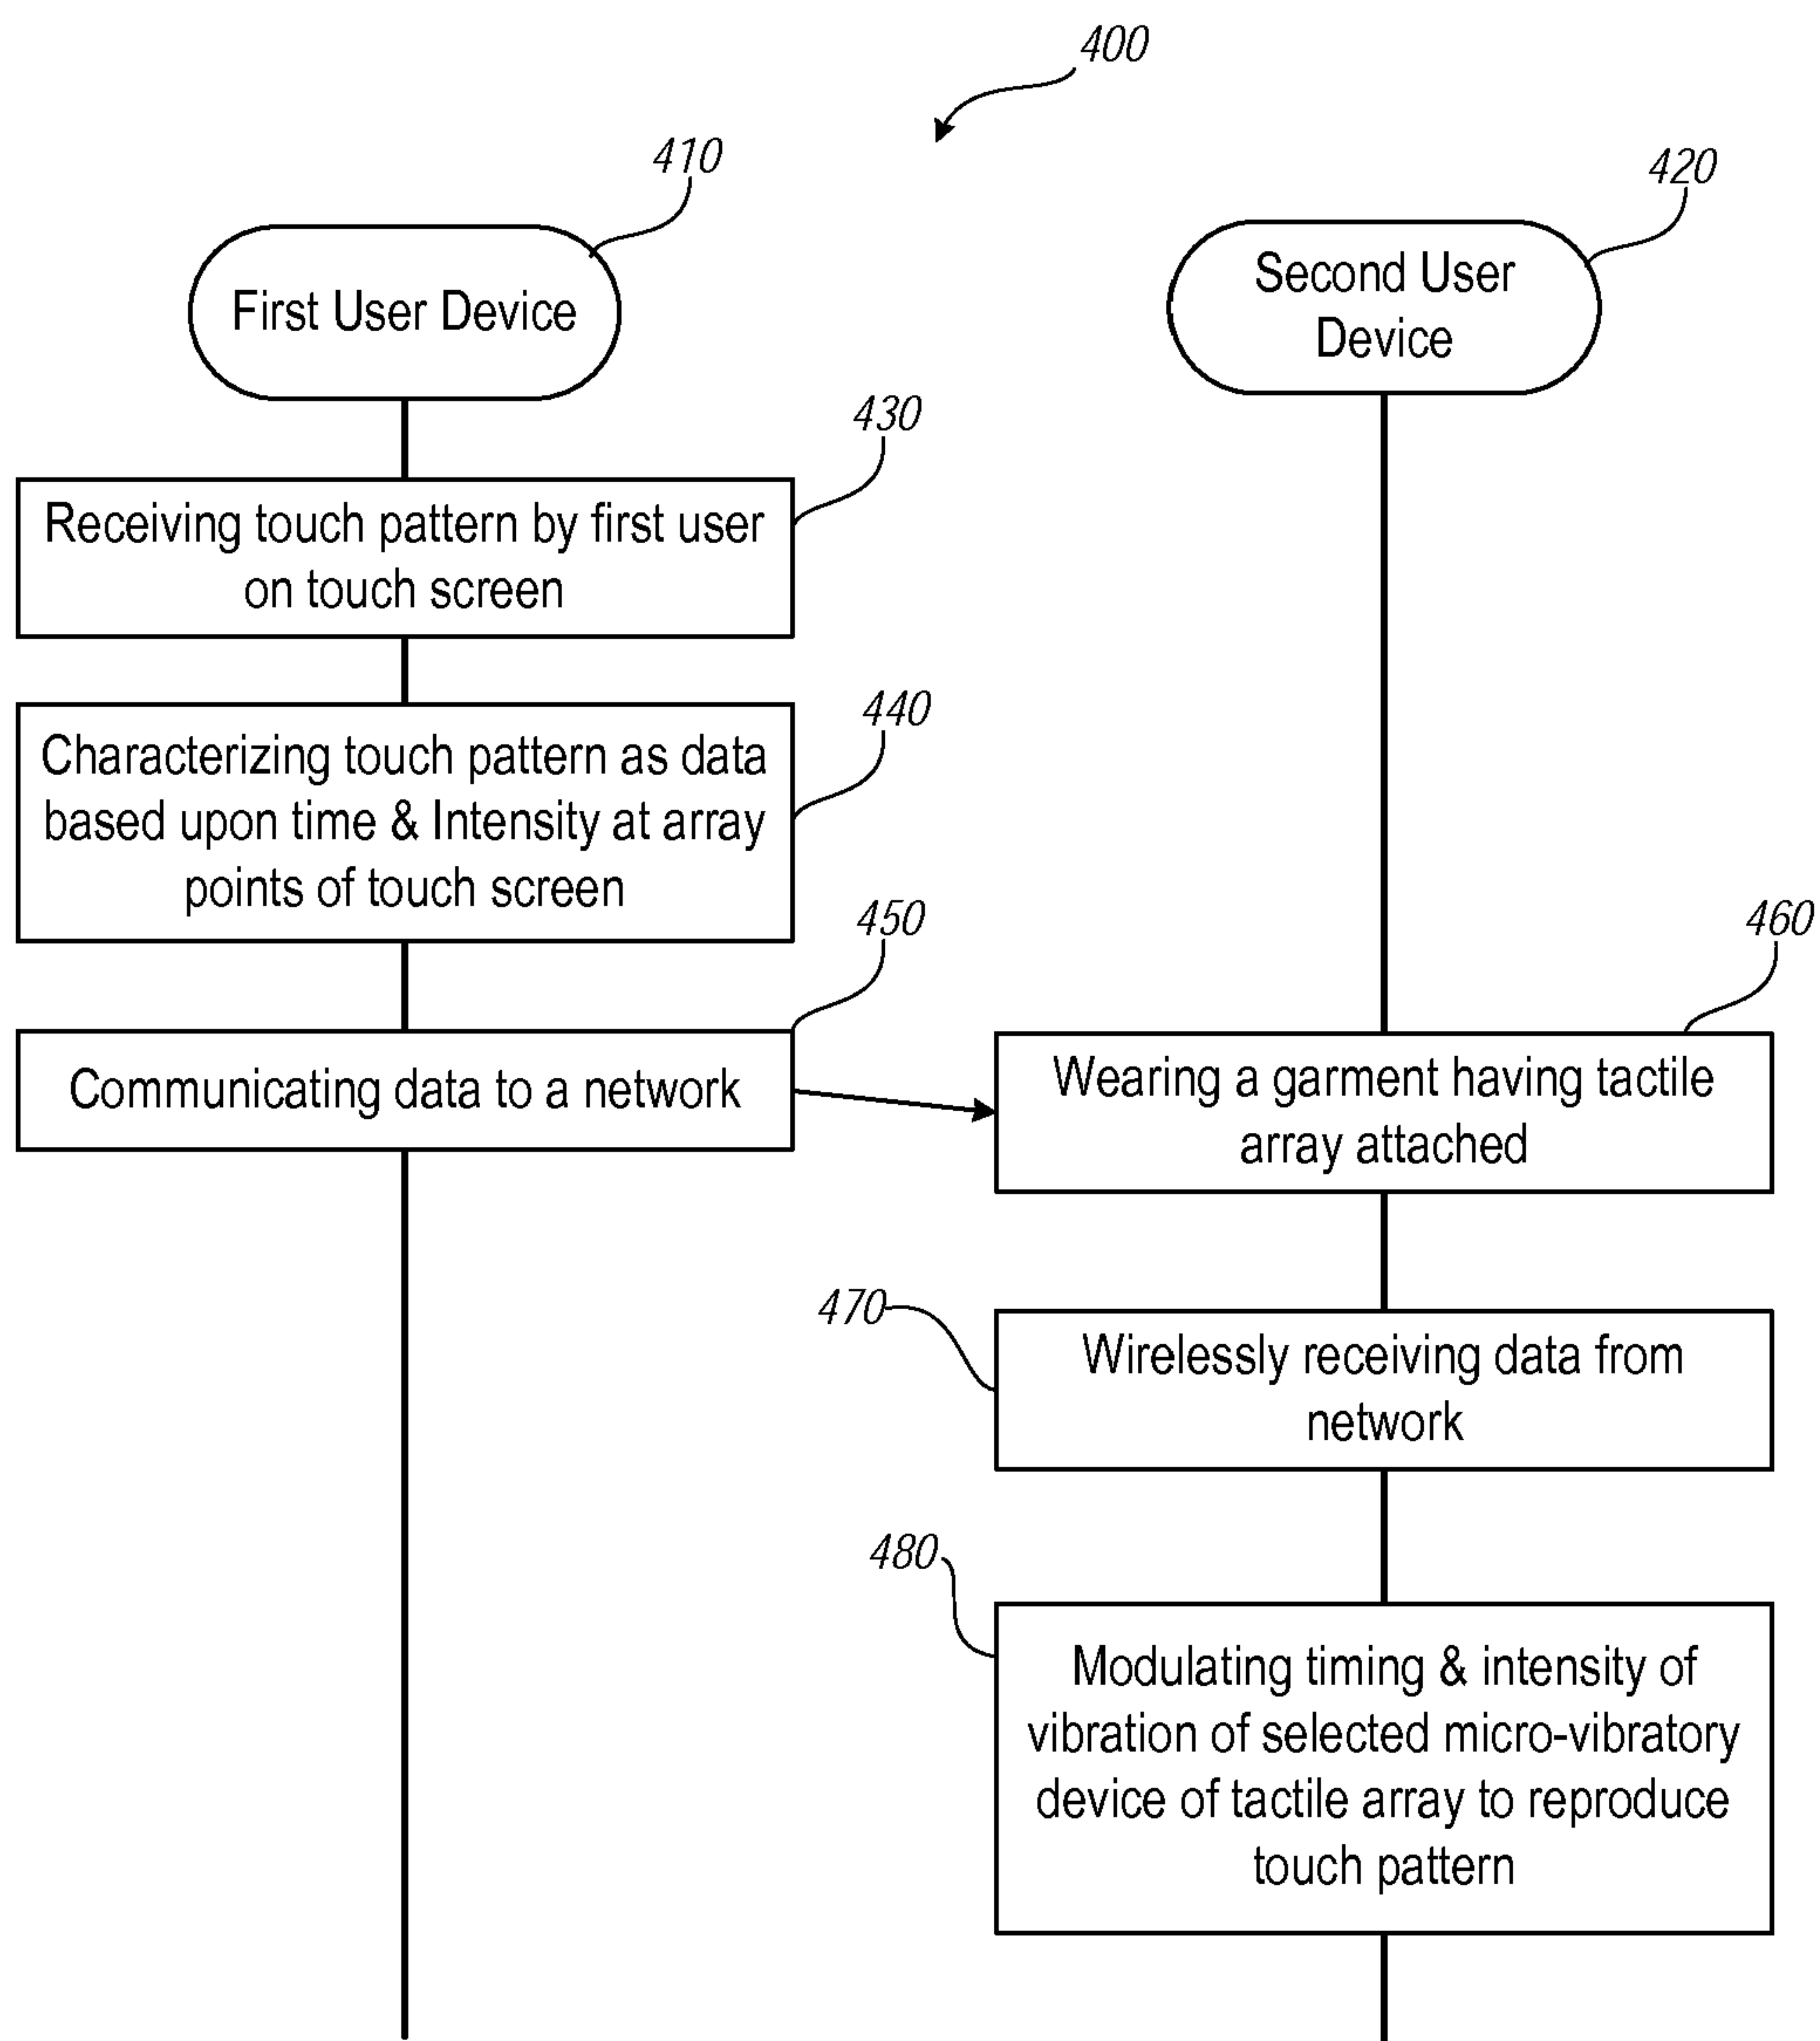 400
410
First User Device
420
Second User
Device
430
Receiving touch pattern by first user
on touch screen
440
Characterizing touch pattern as data
based upon time & Intensity at array
points of touch screen
450
Communicating data to a network
460
Wearing a garment having tactile
array attached
470
Wirelessly receiving data from
network
480
Modulating timing & intensity of
vibration of selected micro-vibratory
device of tactile array to reproduce
touch pattern